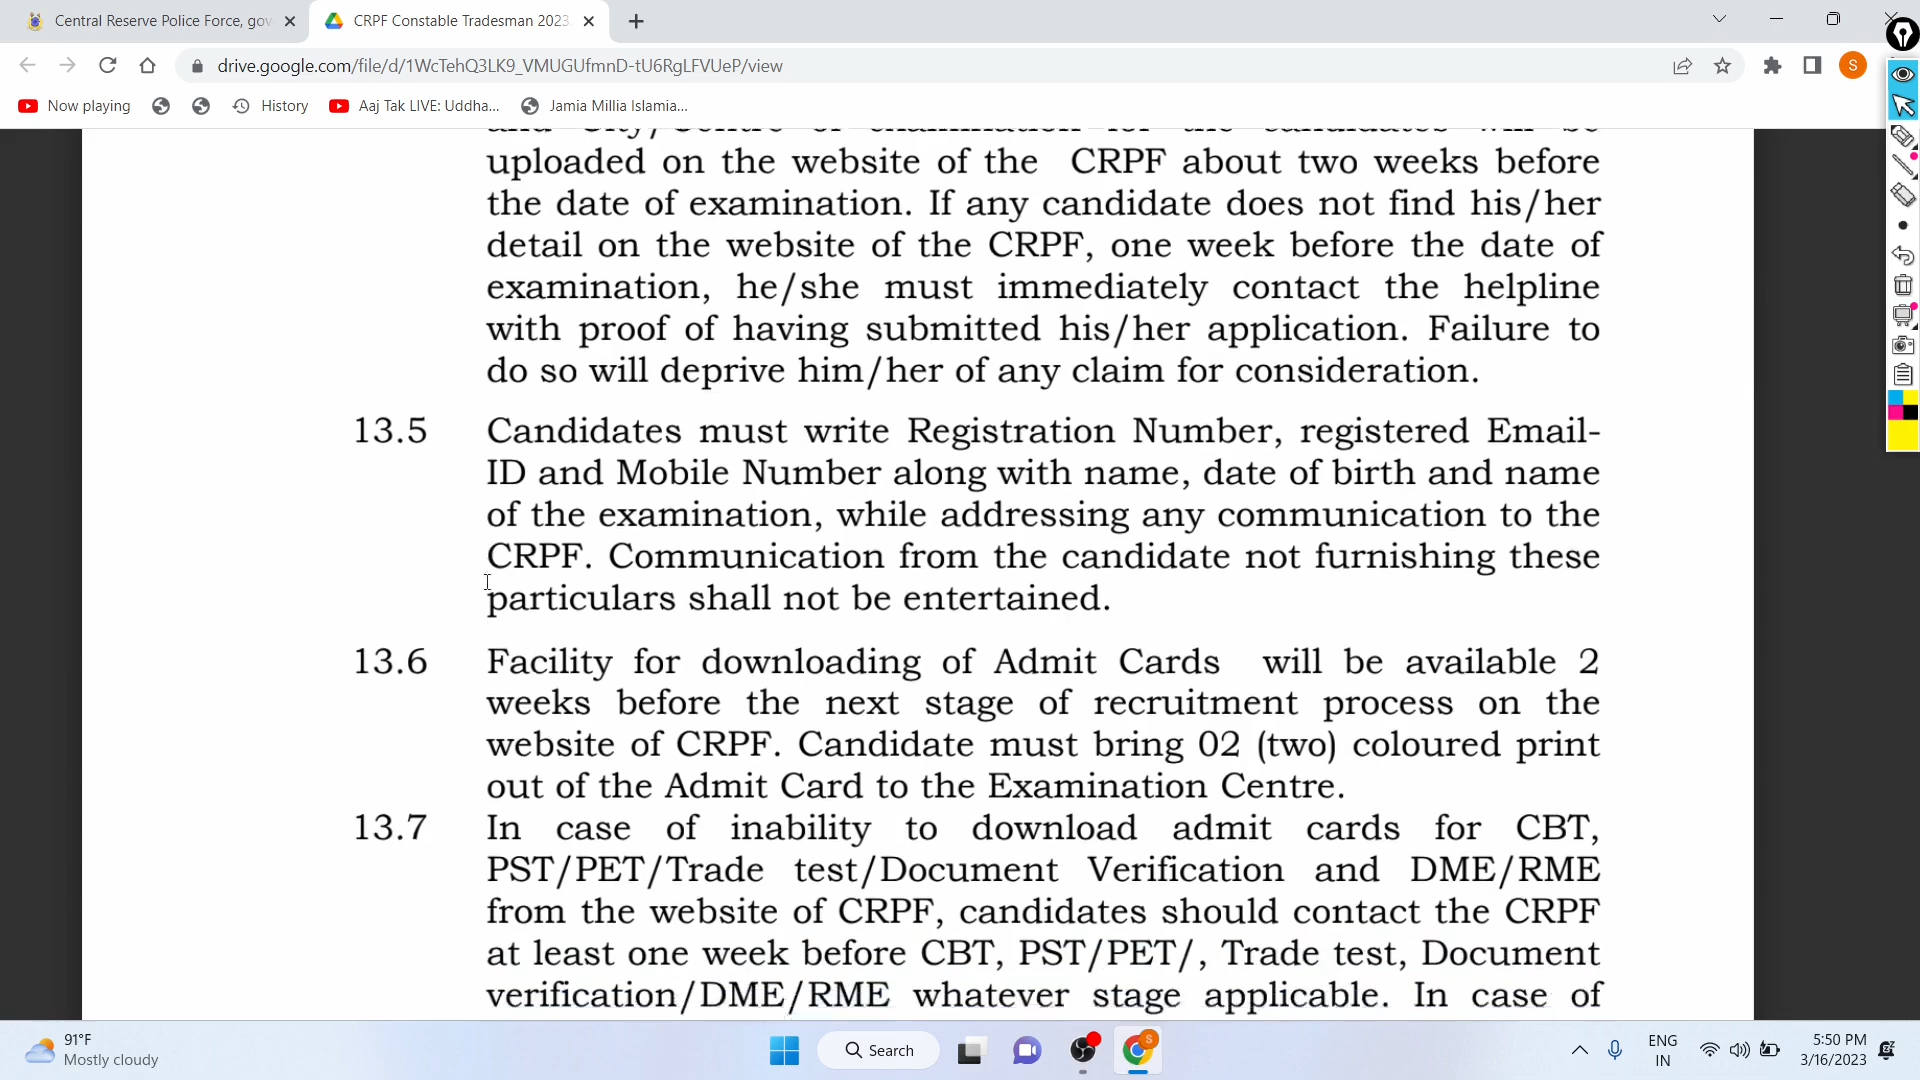 Central Reserve Police Force, gov
CRPF Constable Tradesman 2023
drive.google.com/file/d/1WcTehQ3LK9_VMUGUfmnD-tU6RgLFVUeP/view
S
Now playing
History
Aaj Tak LIVE: Uddha...
Jamia Millia Islamia...
and City/Centre of examination for the candidates will be
uploaded on the website of the CRPF about two weeks before
the date of examination. If any candidate does not find his/her
detail on the website of the CRPF, one week before the date of
examination, he/she must immediately contact the helpline
with proof of having submitted his/her application. Failure to
do so will deprive him/her of any claim for consideration.
13.5 Candidates must write Registration Number, registered Email-
ID and Mobile Number along with name, date of birth and name
of the examination, while addressing any communication to the
CRPF. Communication from the candidate not furnishing these
particulars shall not be entertained.
13.6 Facility for downloading of Admit Cards will be available 2
weeks before the next stage of recruitment process on the
website of CRPF. Candidate must bring 02 (two) coloured print
out of the Admit Card to the Examination Centre.
13.7 In case of inability to download admit cards for CBT,
PST/PET/Trade test/Document Verification and DME/RME
from the website of CRPF, candidates should contact the CRPF
at least one week before CBT, PST/PET/, Trade test, Document
verification/DME/RME whatever stage applicable. In case of
91°F
Mostly cloudy
Search
S
ENG
IN
5:50 PM
3/16/2023